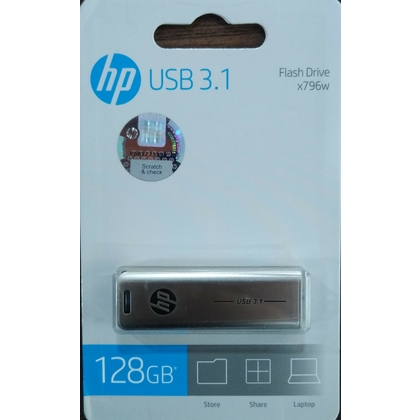 hp USB 3.1
Flash Drive
x796w
Scratch
& check
hp
USB 3.1
128GB*
Store
Share
Laptop